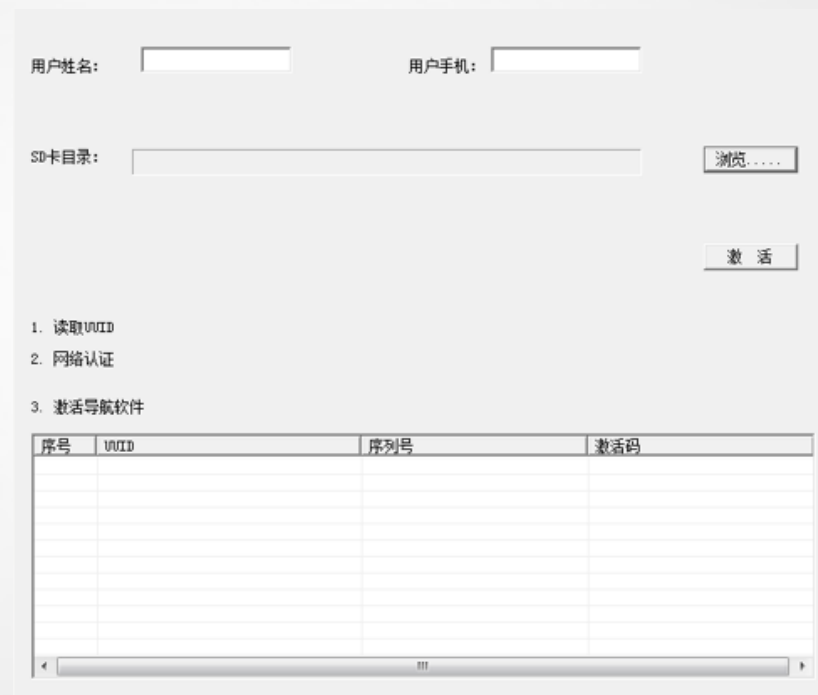 用户姓名: 用户手机:
SD卡目录: 浏览.....
激 活
1. 读取UUID
2. 网络认证
3. 激活导航软件
序号 UUID 序列号 激活码